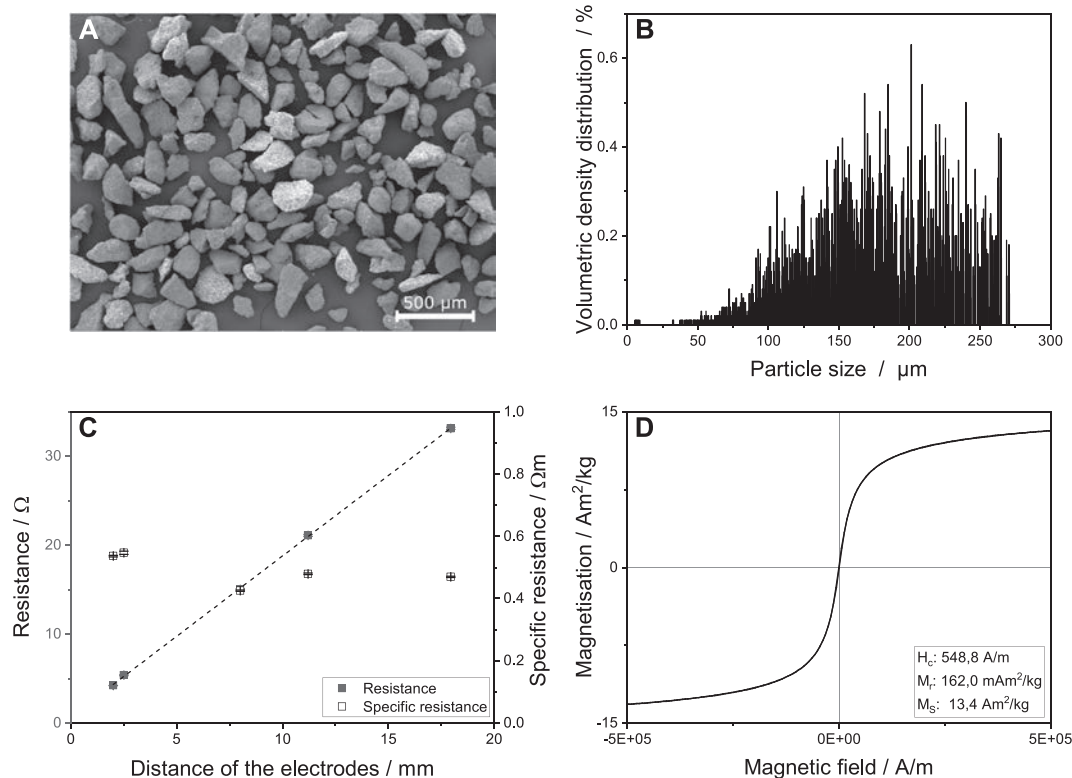 A
500 µm
B
Volumetric density distribution / %
0.6
0.4
0.2
0.0
0
50
100
150
200
250
300
Particle size / µm
C
Resistance / Ω
30
20
10
0
1.0
0.8
0.6
0.4
0.2
0.0
Specific resistance / Ωm
Resistance
Specific resistance
0
5
10
15
20
Distance of the electrodes / mm
D
Magnetisation / Am²/kg
15
0
-15
Hc: 548,8 A/m
Mr: 162,0 mAm²/kg
MS: 13,4 Am²/kg
-5E+05
0E+00
5E+05
Magnetic field / A/m